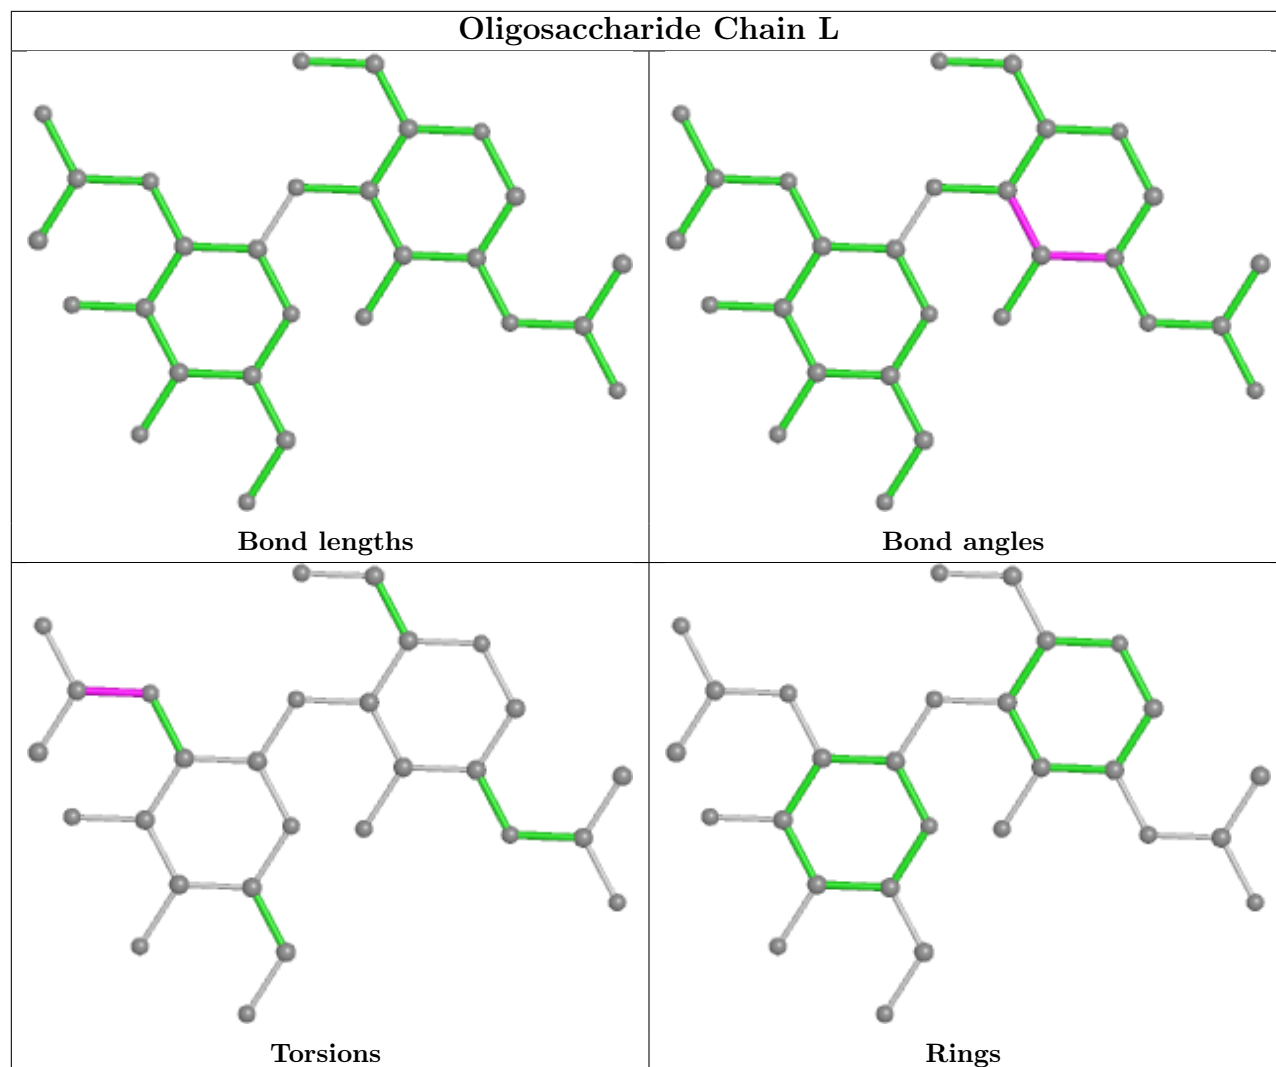 Oligosaccharide Chain L
Bond lengths
Bond angles
Torsions
Rings